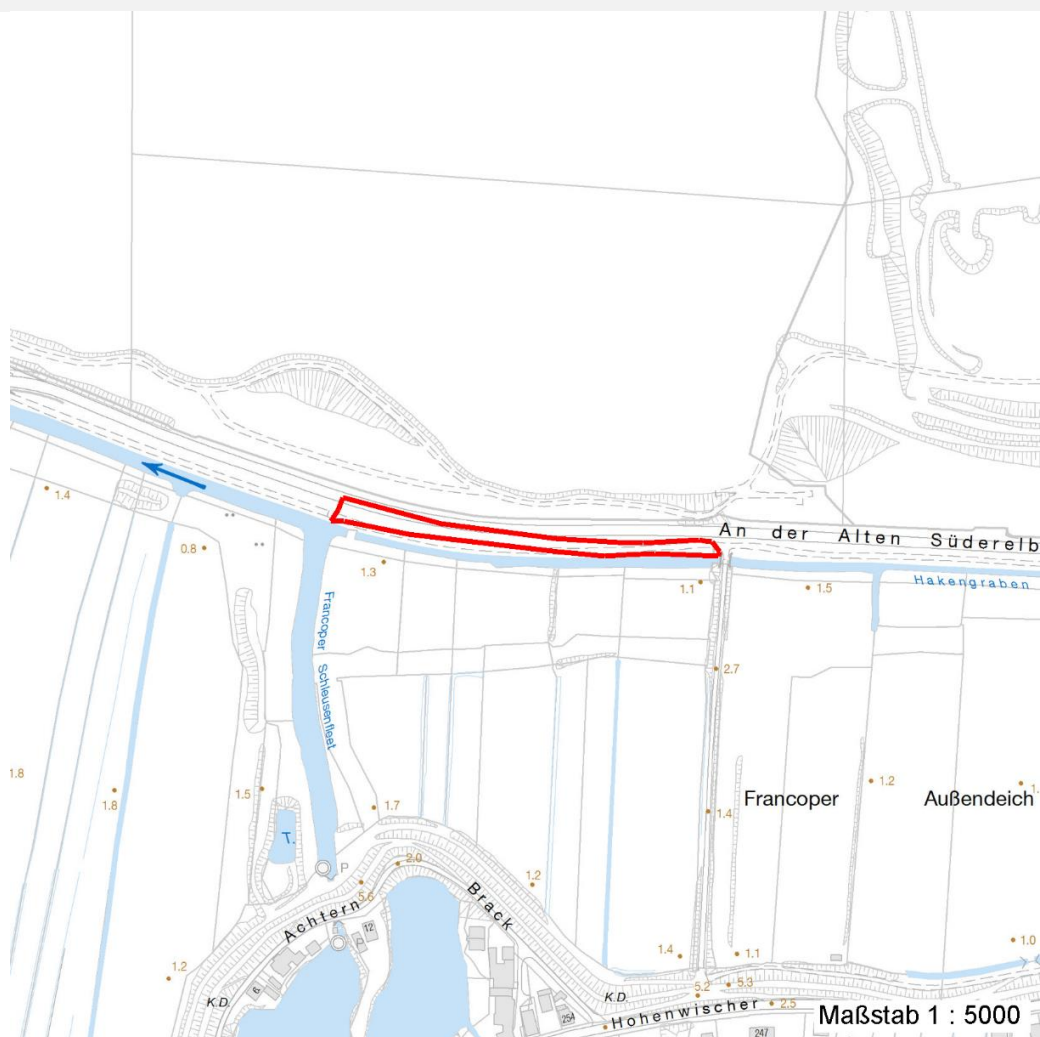 1.4
0.8
An der Alten Süderelb
1.3
1.1
1.5
Hakengraben
Francoper Schleusenfleet
2.7
1.8
1.8
1.5
1.7
1.4
Francoper
1.2
Außendeich
1.
T.
P
2.0
5.6
1.2
Achtern Brack
12
P
6
K.D.
1.2
1.4
1.1
1.0
5.2
5.3
K.D.
254
2.5
Hohenwischer
247
Maßstab 1 : 5000